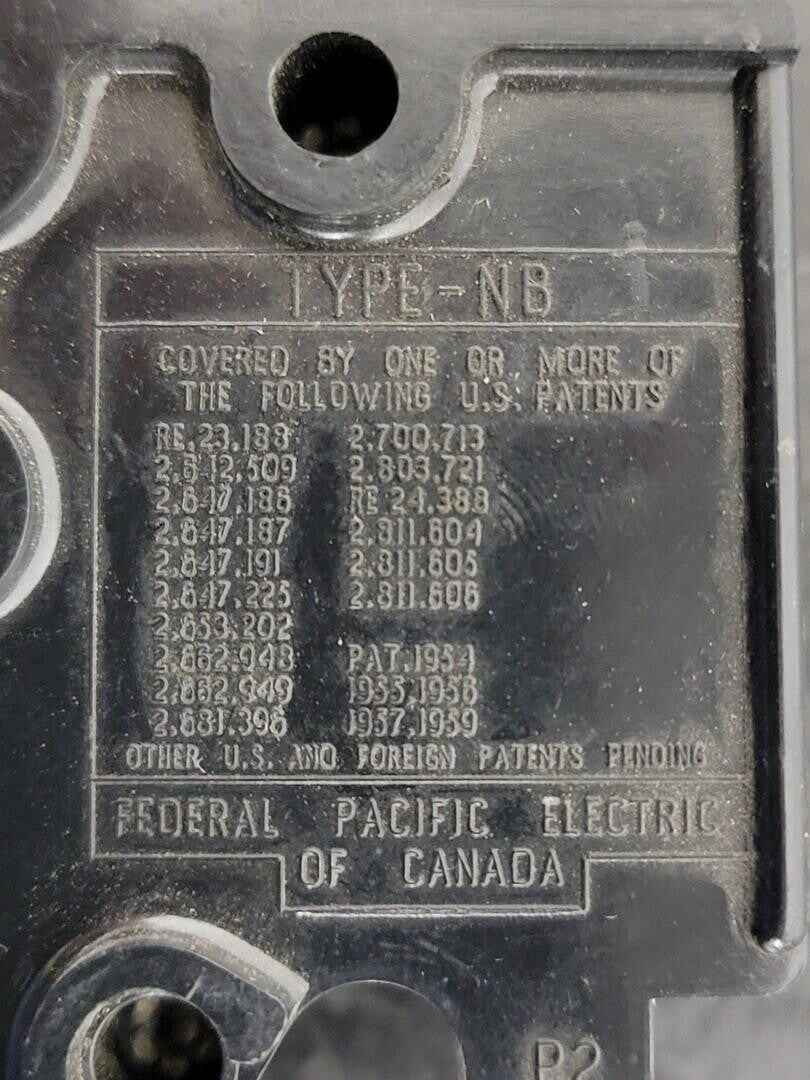 TYPE-NB
COVERED BY ONE OR MORE OF
THE FOLLOWING U.S. PATENTS
RE.23,188 2,700,713
2,642,509 2,803,721
2,647,186 RE 24,388
2,647,187 2,811,604
2,647,191 2,811,605
2,647,225 2,811,606
2,653,202
2,662,948 PAT.1954
2,662,949 1955,1956
2,681,396 1957,1959
OTHER U.S. AND FOREIGN PATENTS PENDING
FEDERAL PACIFIC ELECTRIC
OF CANADA
P2